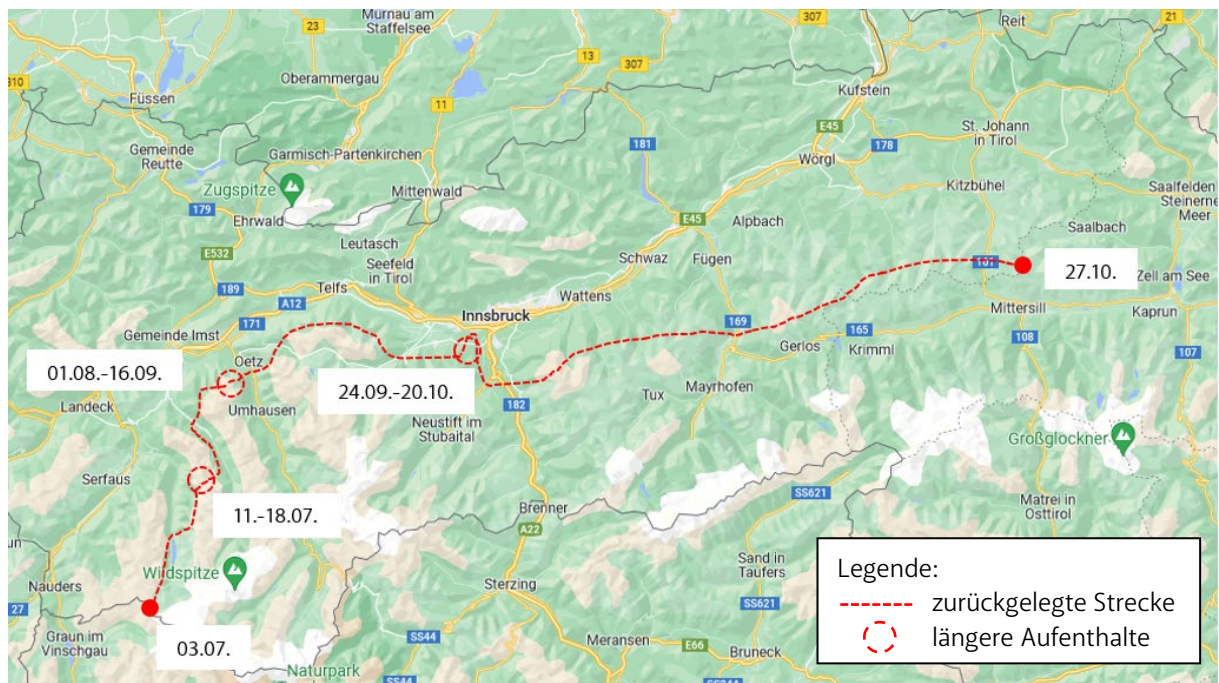 Murnau am
Staffelsee
307
Reit
21
23
13
307
310
Oberammergau
Füssen
11
Kufstein
E45
St. Johann
in Tirol
Gemeinde
Reutte
Garmisch-Partenkirchen
181
178
Wörgl
Zugspitze
Mittenwald
Kitzbühel
Saalfelden
Steinerne
Meer
179
Ehrwald
E45
Alpbach
Saalbach
Leutasch
E532
Seefeld
in Tirol
Schwaz
Fügen
161
27.10.
Zell am See
189
Telfs
A12
Wattens
Innsbruck
Mittersill
Kaprun
171
169
165
Gemeinde Imst
Gerlos
Krimml
108
107
Oetz
01.08.-16.09.
24.09.-20.10.
Mayrhofen
Tux
182
Landeck
Umhausen
Neustift im
Stubaital
Großglockner
Serfaus
SS621
11.-18.07.
Brenner
Matrei in
Osttirol
A22
Sand in
Taufers
Wildspitze
Nauders
Sterzing
27
SS621
Graun im
Vinschgau
03.07.
SS44
Meransen
E66
Bruneck
Naturpark
SS44
Legende:
zurückgelegte Strecke
längere Aufenthalte